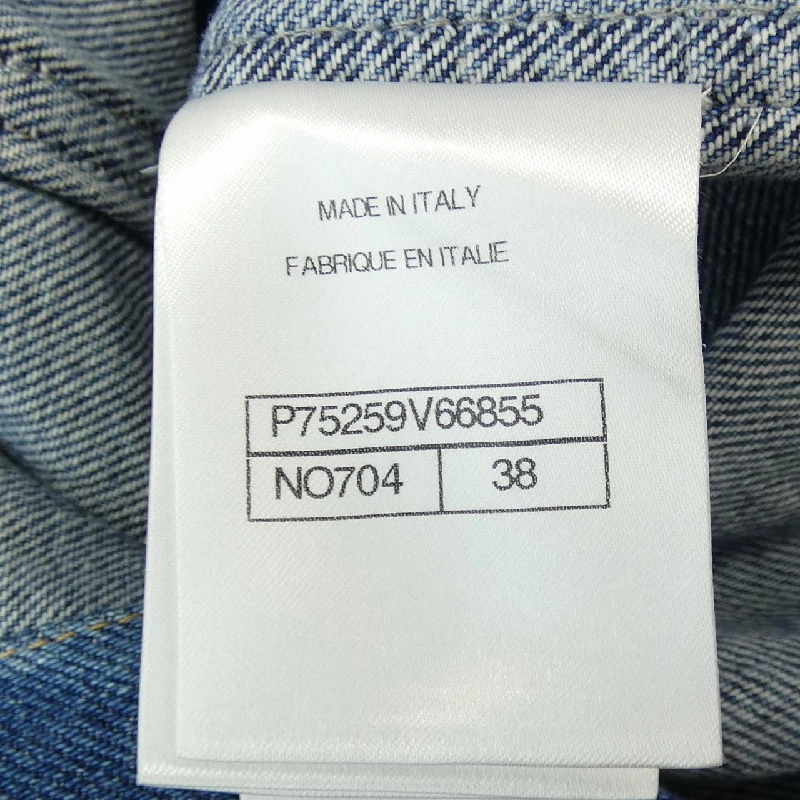 MADE IN ITALY
FABRIQUE EN ITALIE
P75259V66855
NO704 38